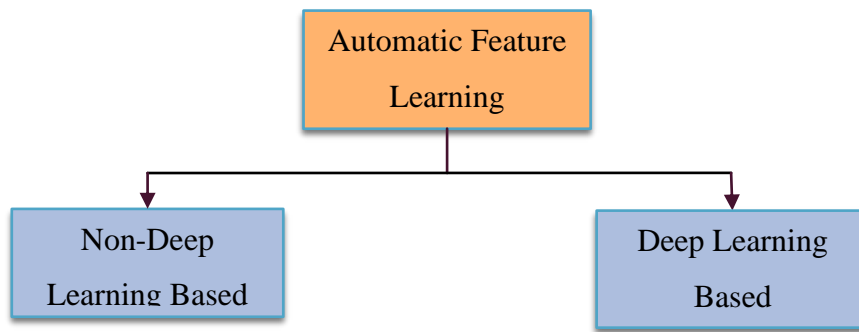 Automatic Feature
Learning
Non-Deep
Learning Based
Deep Learning
Based